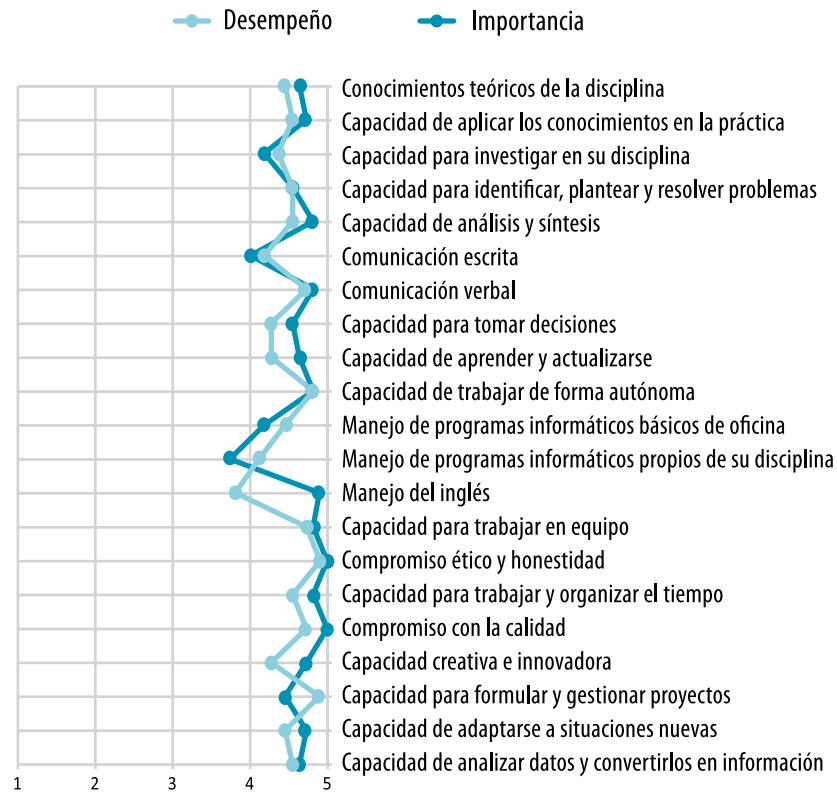 Desempeño Importancia
Conocimientos teóricos de la disciplina
Capacidad de aplicar los conocimientos en la práctica
Capacidad para investigar en su disciplina
Capacidad para identificar, plantear y resolver problemas
Capacidad de análisis y síntesis
Comunicación escrita
Comunicación verbal
Capacidad para tomar decisiones
Capacidad de aprender y actualizarse
Capacidad de trabajar de forma autónoma
Manejo de programas informáticos básicos de oficina
Manejo de programas informáticos propios de su disciplina
Manejo del inglés
Capacidad para trabajar en equipo
Compromiso ético y honestidad
Capacidad para trabajar y organizar el tiempo
Compromiso con la calidad
Capacidad creativa e innovadora
Capacidad para formular y gestionar proyectos
Capacidad de adaptarse a situaciones nuevas
Capacidad de analizar datos y convertirlos en información
1 2 3 4 5